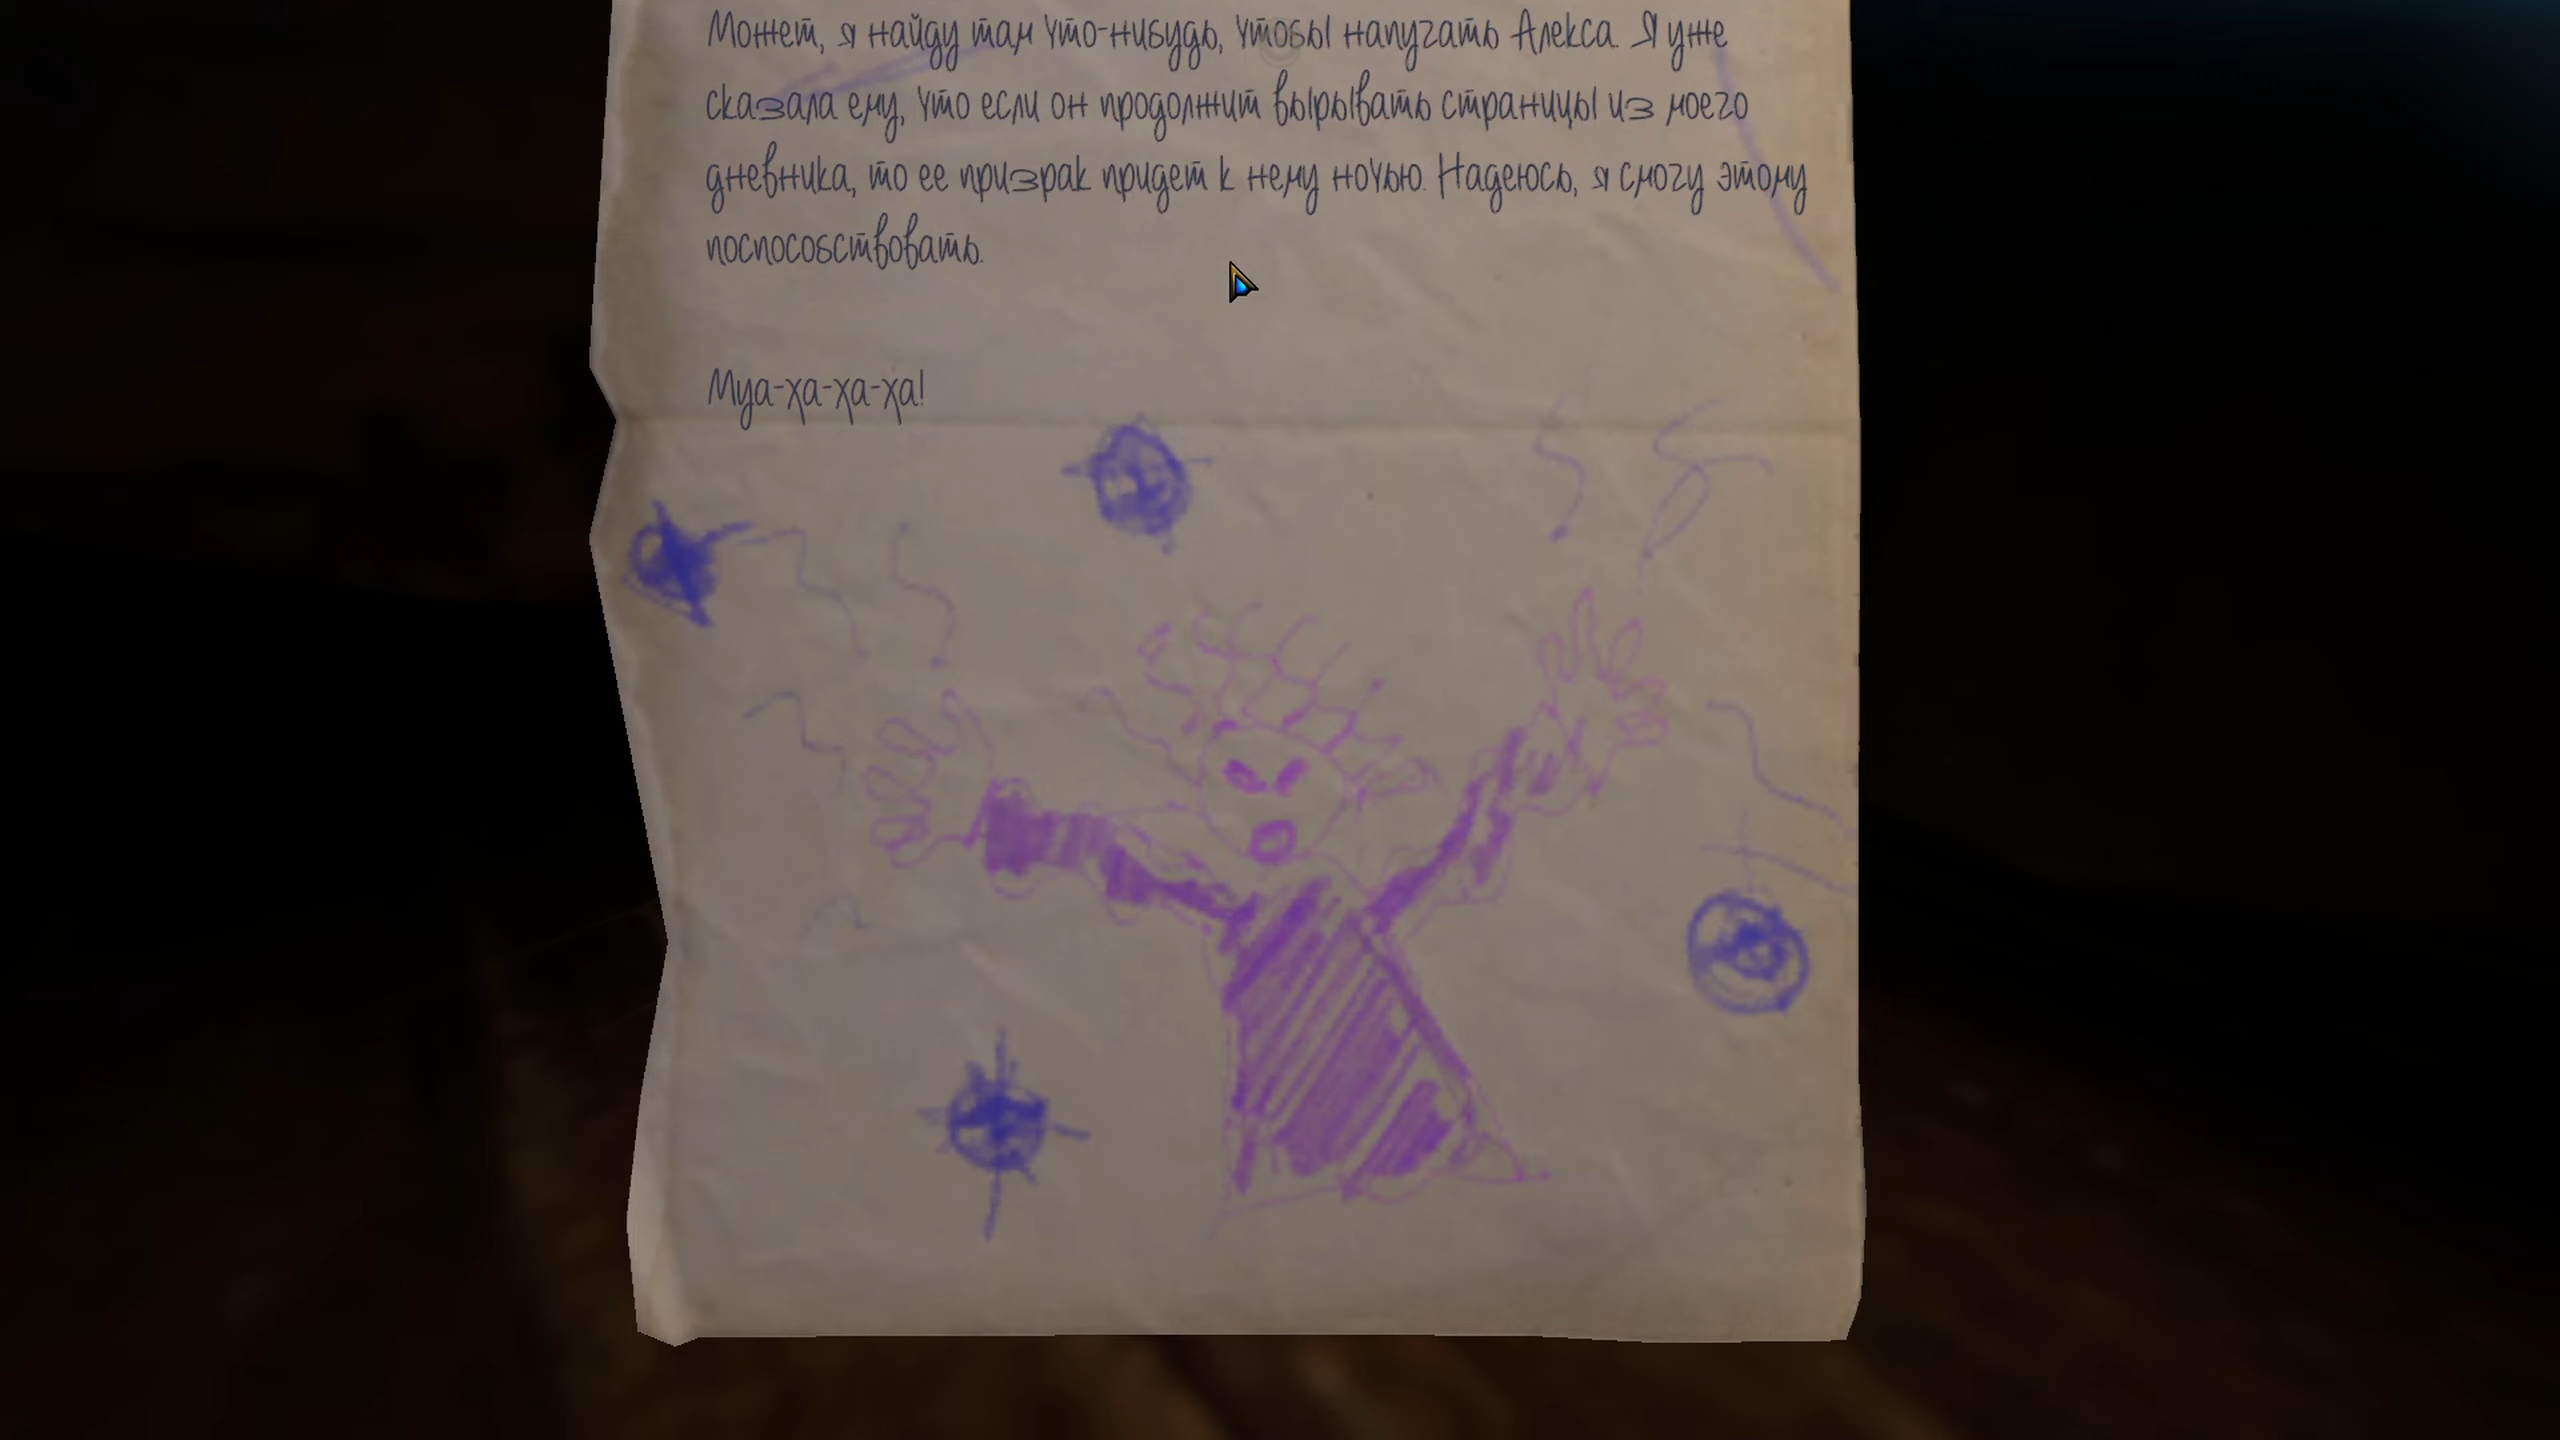 Может, я найду там что-нибудь, чтобы напугать Алекса. Я уже
сказала ему, что если он продолжит вырывать страницы из моего
дневника, то ее призрак придет к нему ночью. Надеюсь, я смогу этому
поспособствовать.
Муа-ха-ха-ха!